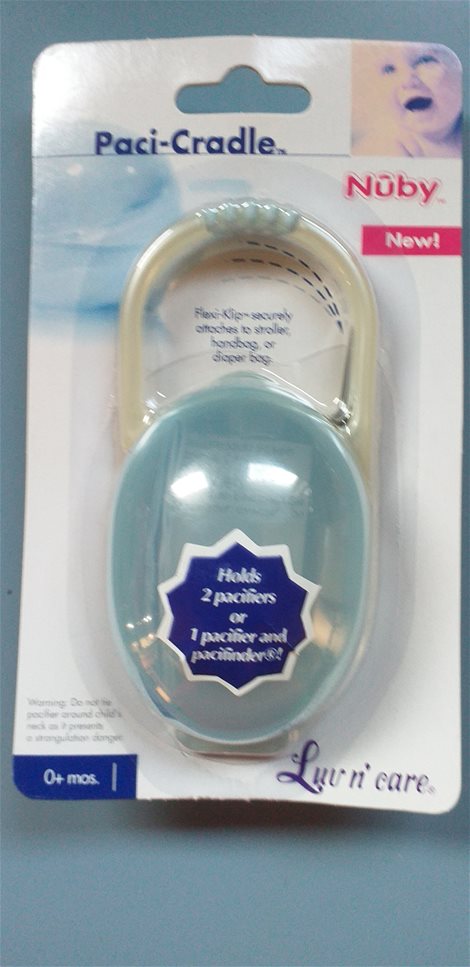 Paci-Cradle™
Nūby™
New!
Flexi-Klip™ securely
attaches to stroller,
handbag, or
diaper bag.
Holds
2 pacifiers
or
1 pacifier and
pacifinder®!
Warning: Do not tie
pacifier around child's
neck as it presents
a strangulation danger.
0+ mos.
Luv n' care®